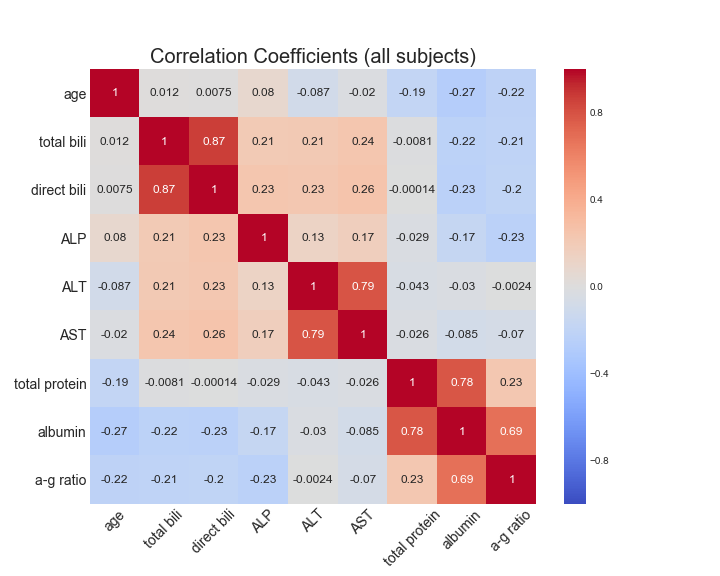 Correlation Coefficients (all subjects)
age 1 0.012 0.0075 0.08 -0.087 -0.02 -0.19 -0.27 -0.22
total bili 0.012 1 0.87 0.21 0.21 0.24 -0.0081 -0.22 -0.21
direct bili 0.0075 0.87 1 0.23 0.23 0.26 -0.00014 -0.23 -0.2
ALP 0.08 0.21 0.23 1 0.13 0.17 -0.029 -0.17 -0.23
ALT -0.087 0.21 0.23 0.13 1 0.79 -0.043 -0.03 -0.0024
AST -0.02 0.24 0.26 0.17 0.79 1 -0.026 -0.085 -0.07
total protein -0.19 -0.0081 -0.00014 -0.029 -0.043 -0.026 1 0.78 0.23
albumin -0.27 -0.22 -0.23 -0.17 -0.03 -0.085 0.78 1 0.69
a-g ratio -0.22 -0.21 -0.2 -0.23 -0.0024 -0.07 0.23 0.69 1
age total bili direct bili ALP ALT AST total protein albumin a-g ratio
0.8
0.4
0.0
−0.4
−0.8